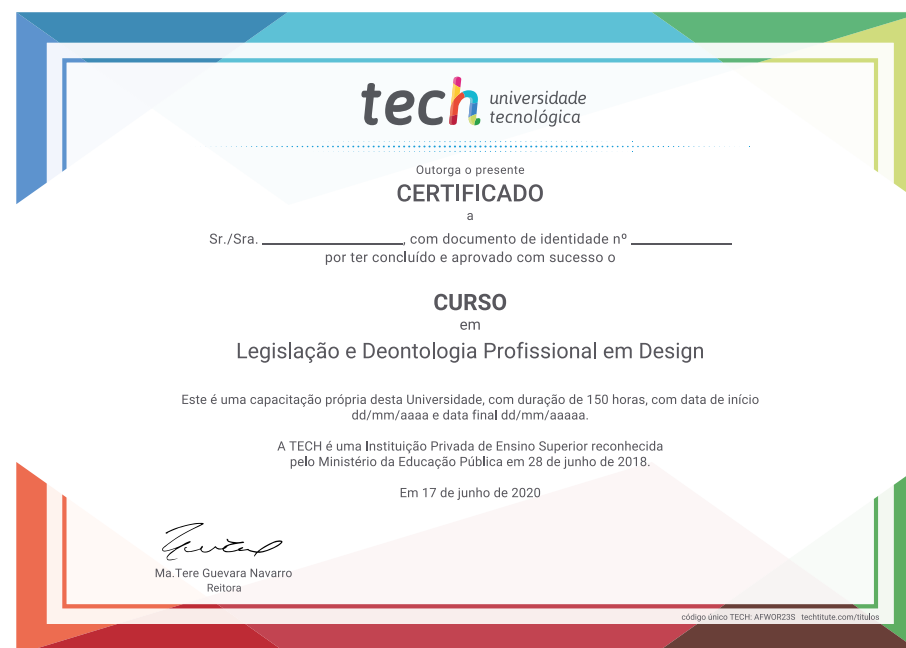 tech universidade
tecnológica
Outorga o presente
CERTIFICADO
a
Sr./Sra. ____________, com documento de identidade nº ____________
por ter concluído e aprovado com sucesso o
CURSO
em
Legislação e Deontologia Profissional em Design
Este é uma capacitação própria desta Universidade, com duração de 150 horas, com data de início
dd/mm/aaaa e data final dd/mm/aaaaa.
A TECH é uma Instituição Privada de Ensino Superior reconhecida
pelo Ministério da Educação Pública em 28 de junho de 2018.
Em 17 de junho de 2020
Ma.Tere Guevara Navarro
Reitora
código único TECH: AFWOR23S techtitute.com/titulos